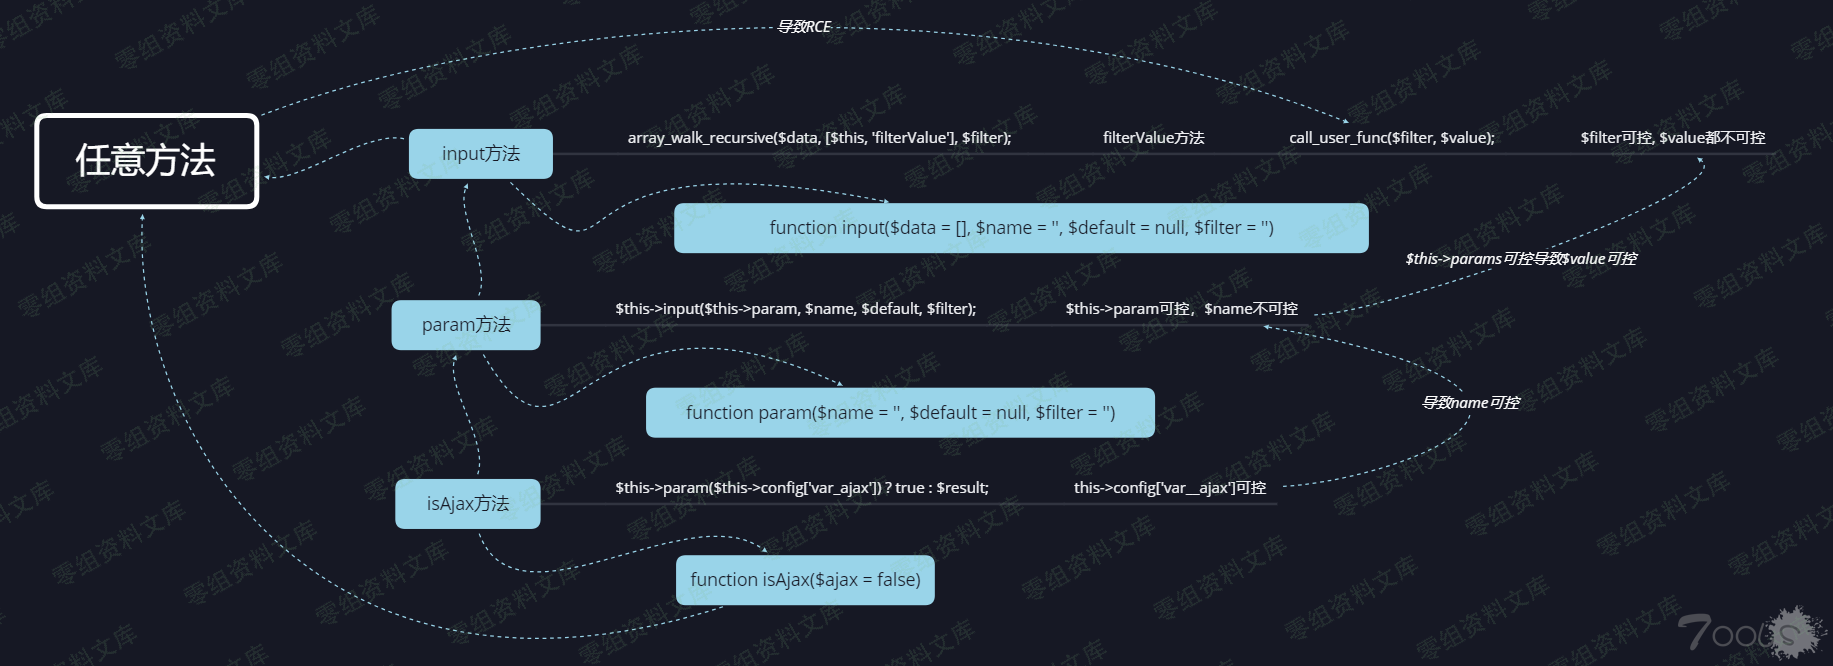 导致RCE
任意方法
input方法
array_walk_recursive($data, [$this, 'filterValue'], $filter);
filterValue方法
call_user_func($filter, $value);
$filter可控, $value都不可控
function input($data = [], $name = '', $default = null, $filter = '')
$this->params可控导致$value可控
param方法
$this->input($this->param, $name, $default, $filter);
$this->param可控，$name不可控
function param($name = '', $default = null, $filter = '')
导致name可控
isAjax方法
$this->param($this->config['var_ajax']) ? true : $result;
this->config['var__ajax']可控
function isAjax($ajax = false)
零组资料文库
7ools